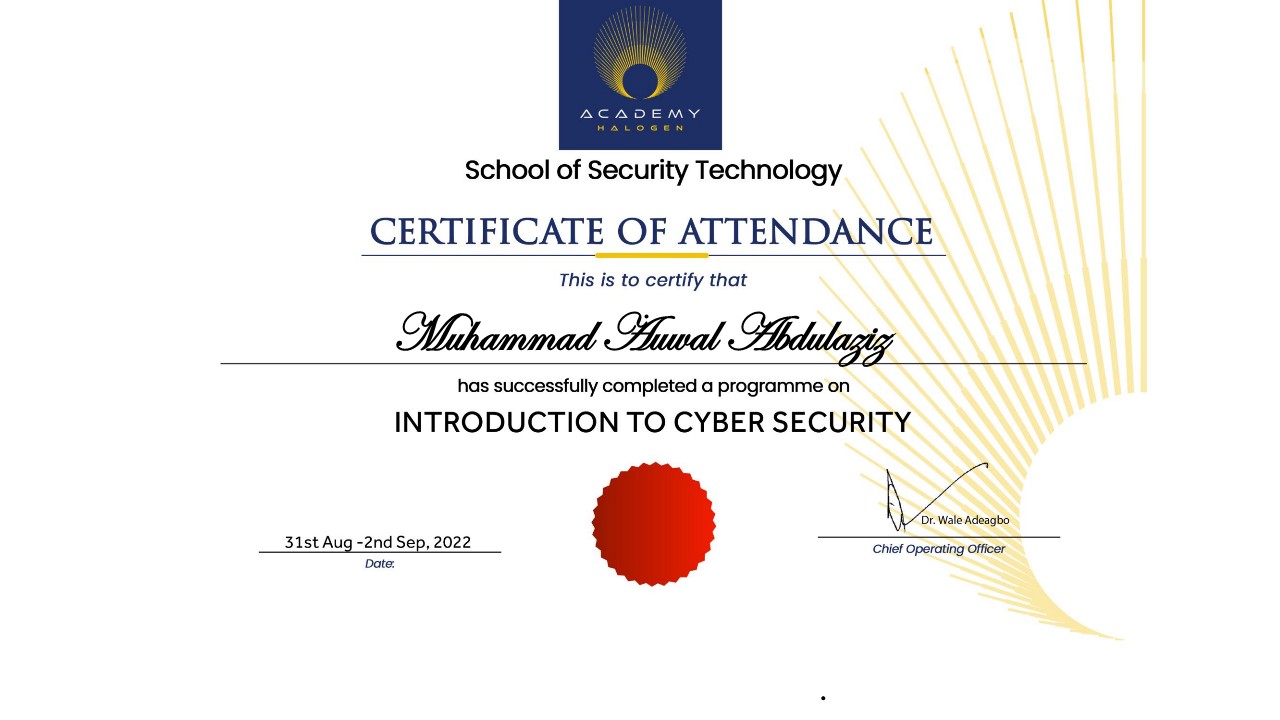 ACADEMY
HALOGEN
School of Security Technology
CERTIFICATE OF ATTENDANCE
This is to certify that
Muhammad Auwal Abdulaziz
has successfully completed a programme on
INTRODUCTION TO CYBER SECURITY
31st Aug -2nd Sep, 2022
Date:
Dr. Wale Adeagbo
Chief Operating Officer